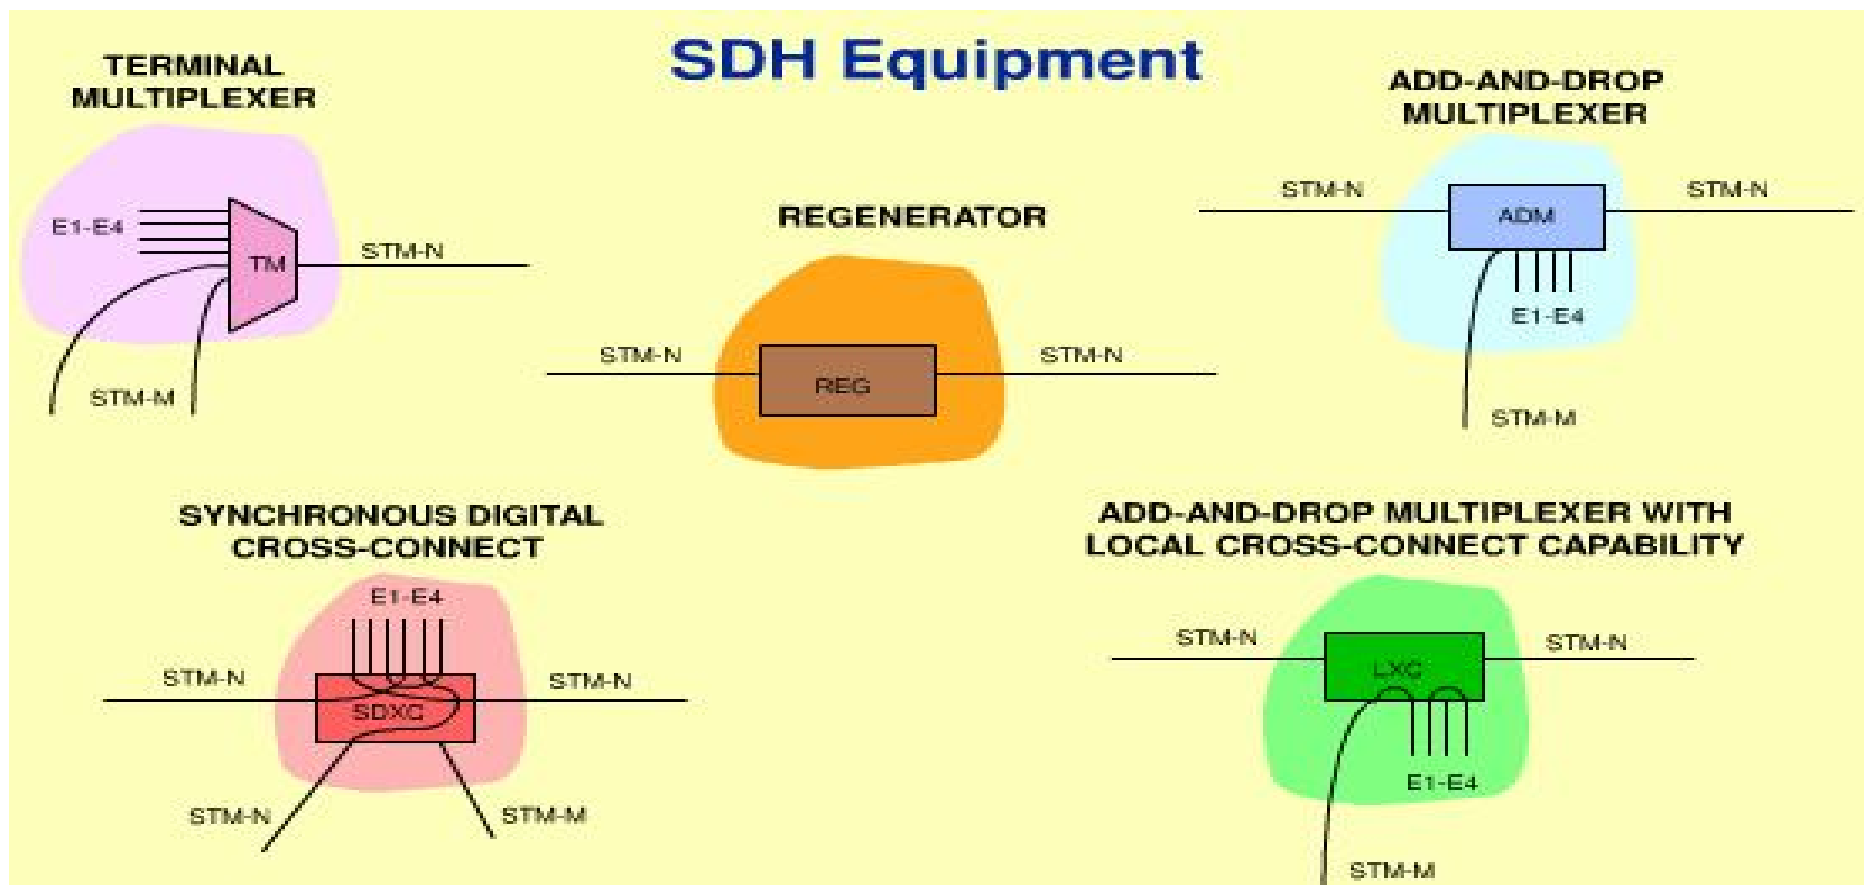 SDH Equipment
TERMINAL
MULTIPLEXER
E1-E4
TM
STM-N
STM-M
REGENERATOR
STM-N
REG
STM-N
ADD-AND-DROP
MULTIPLEXER
STM-N
ADM
STM-N
E1-E4
STM-M
SYNCHRONOUS DIGITAL
CROSS-CONNECT
E1-E4
STM-N
SDXC
STM-N
STM-N
STM-M
ADD-AND-DROP MULTIPLEXER WITH
LOCAL CROSS-CONNECT CAPABILITY
STM-N
LXC
STM-N
E1-E4
STM-M